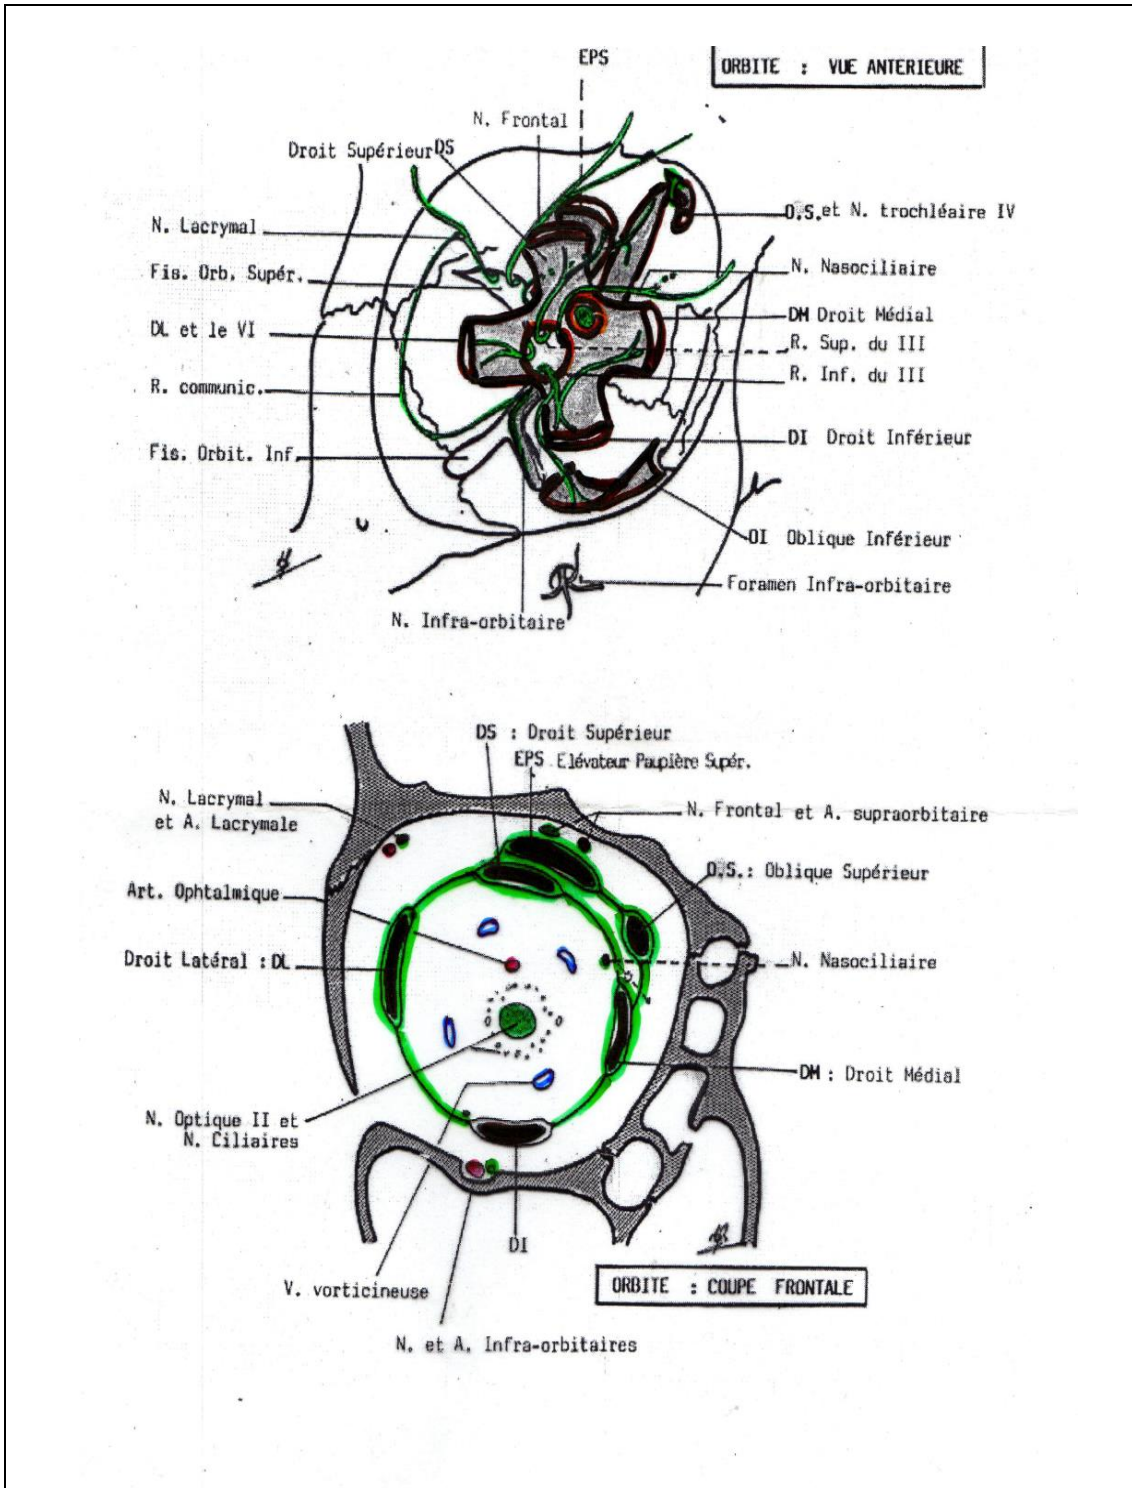 EPS
ORBITE : VUE ANTERIEURE
N. Frontal
Droit Supérieur DS
O.S. et N. trochléaire IV
N. Lacrymal
Fis. Orb. Supér.
N. Nasociliaire
DL et le VI
DM Droit Médial
R. Sup. du III
R. communic.
R. Inf. du III
Fis. Orbit. Inf.
DI Droit Inférieur
OI Oblique Inférieur
Foramen Infra-orbitaire
N. Infra-orbitaire
DS : Droit Supérieur
EPS Elévateur Paupière Supér.
N. Lacrymal
et A. Lacrymale
N. Frontal et A. supraorbitaire
O.S.: Oblique Supérieur
Art. Ophtalmique
Droit Latéral : DL
N. Nasociliaire
DM : Droit Médial
N. Optique II et
N. Ciliaires
DI
V. vorticineuse
ORBITE : COUPE FRONTALE
N. et A. Infra-orbitaires